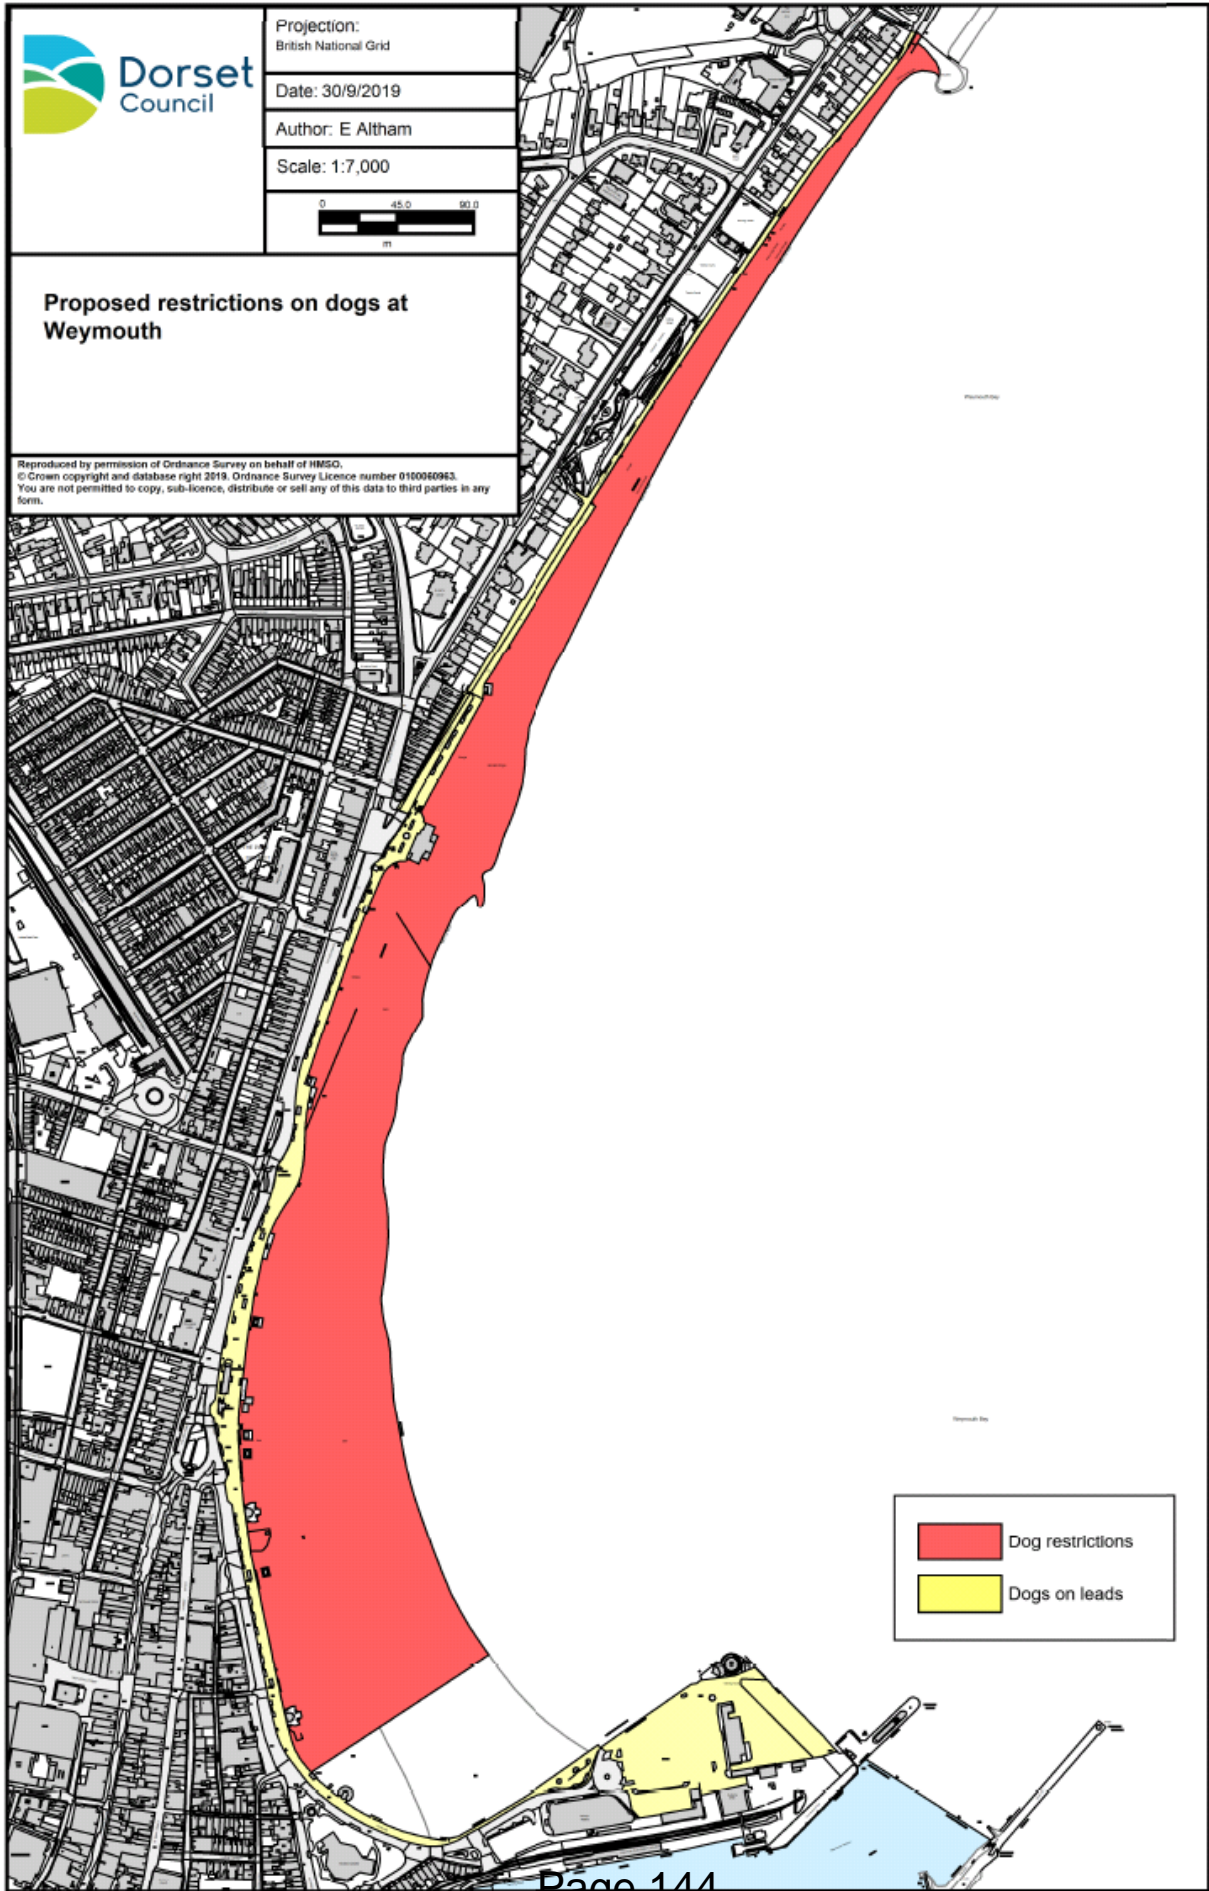 Dorset
Council
Projection:
British National Grid
Date: 30/9/2019
Author: E Altham
Scale: 1:7,000
0 45.0 90.0
m
Proposed restrictions on dogs at
Weymouth
Reproduced by permission of Ordnance Survey on behalf of HMSO.
© Crown copyright and database right 2019. Ordnance Survey Licence number 0100060963.
You are not permitted to copy, sub-licence, distribute or sell any of this data to third parties in any
form.
Weymouth Bay
Weymouth Bay
Dog restrictions
Dogs on leads
Page 144